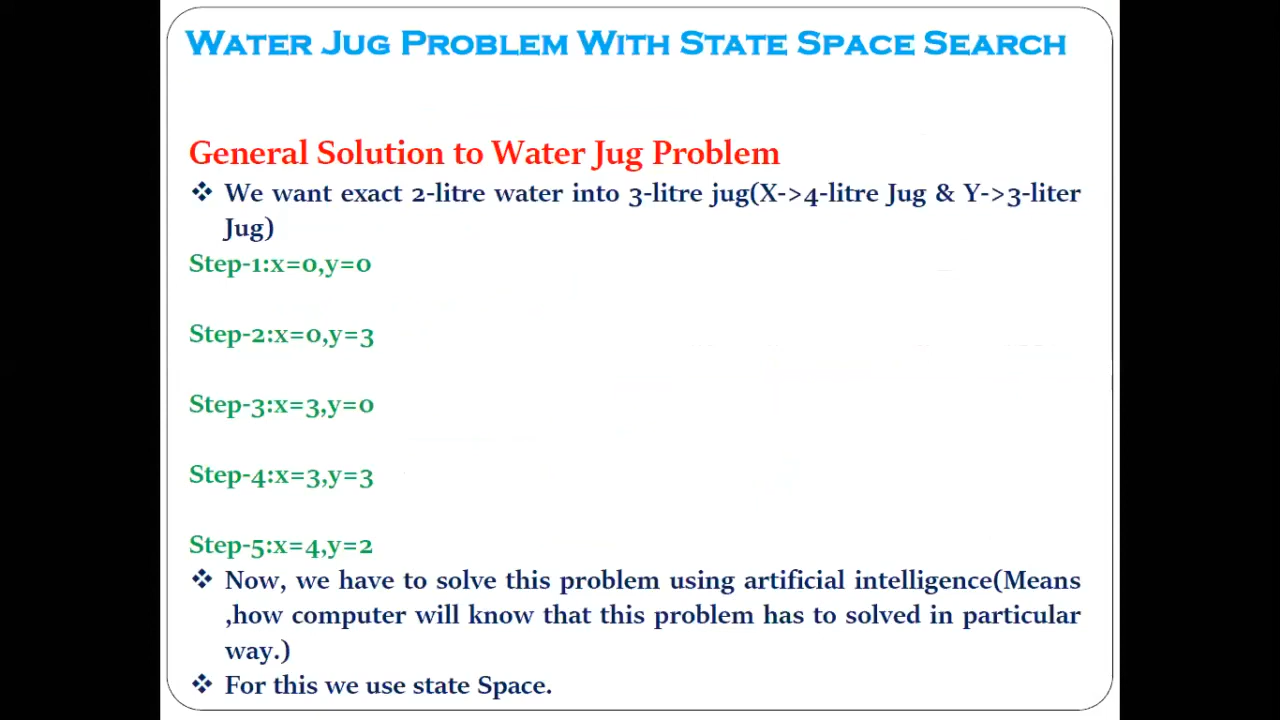 Water Jug Problem With State Space Search
General Solution to Water Jug Problem
❖ We want exact 2-litre water into 3-litre jug(X->4-litre Jug & Y->3-liter
Jug)
Step-1:x=0,y=0
Step-2:x=0,y=3
Step-3:x=3,y=0
Step-4:x=3,y=3
Step-5:x=4,y=2
❖ Now, we have to solve this problem using artificial intelligence(Means
,how computer will know that this problem has to solved in particular
way.)
❖ For this we use state Space.